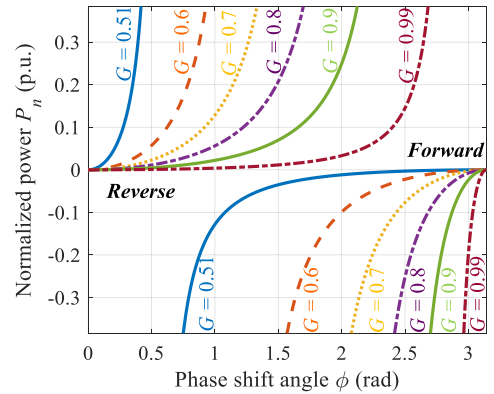 Normalized power Pₙ (p.u.)
0.3
0.2
0.1
0
-0.1
-0.2
-0.3
G = 0.51
G = 0.6
G = 0.7
G = 0.8
G = 0.9
G = 0.99
Forward
Reverse
G = 0.51
G = 0.6
G = 0.7
G = 0.8
G = 0.9
G = 0.99
0
0.5
1
1.5
2
2.5
3
Phase shift angle ϕ (rad)